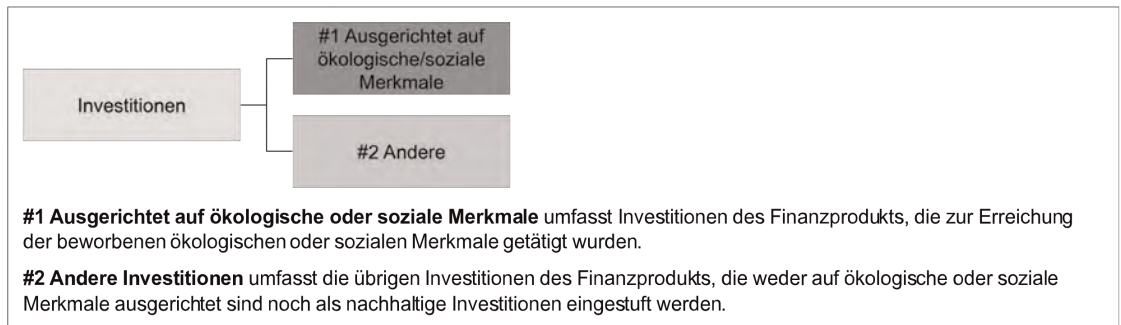 #1 Ausgerichtet auf
ökologische/soziale
Merkmale
Investitionen
#2 Andere
#1 Ausgerichtet auf ökologische oder soziale Merkmale umfasst Investitionen des Finanzprodukts, die zur Erreichung
der beworbenen ökologischen oder sozialen Merkmale getätigt wurden.
#2 Andere Investitionen umfasst die übrigen Investitionen des Finanzprodukts, die weder auf ökologische oder soziale
Merkmale ausgerichtet sind noch als nachhaltige Investitionen eingestuft werden.